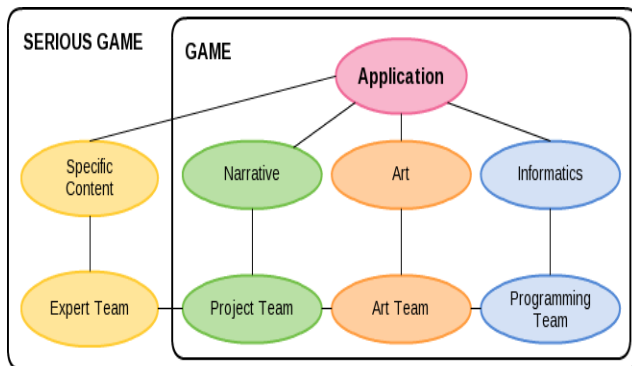 SERIOUS GAME
GAME
Application
Specific
Content
Narrative
Art
Informatics
Expert Team
Project Team
Art Team
Programming
Team